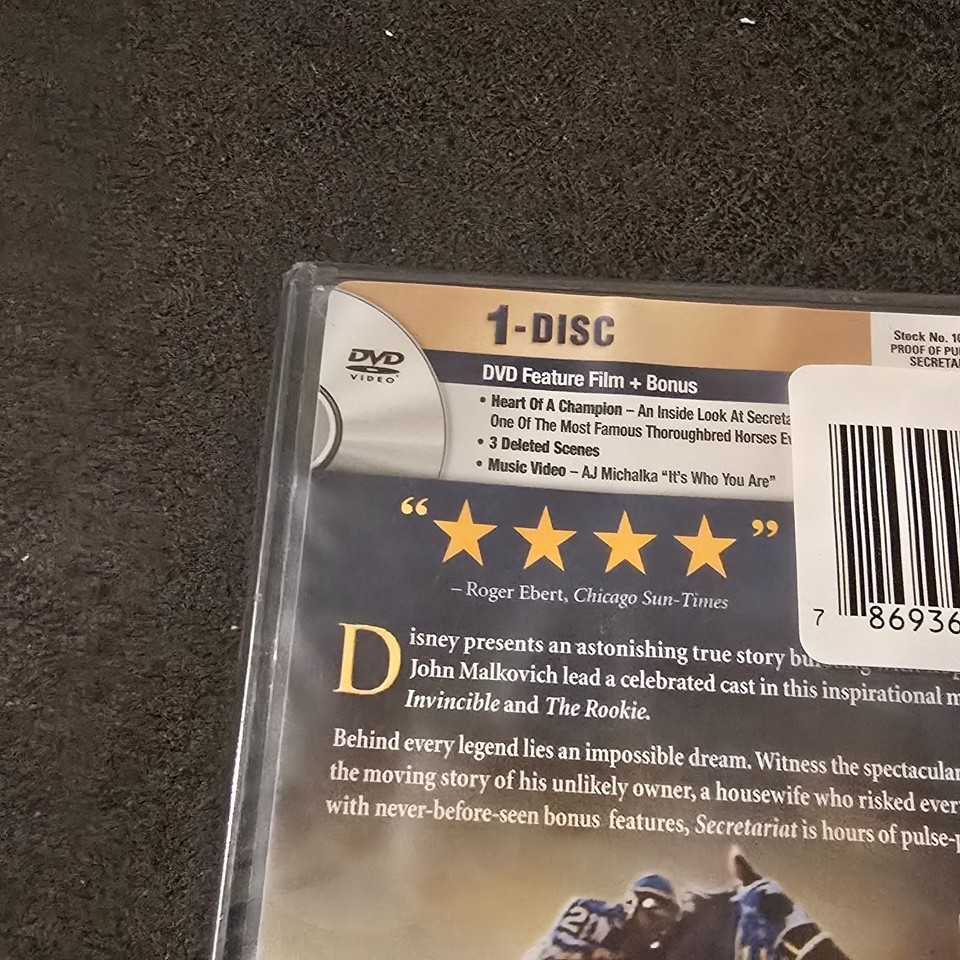 1-DISC
DVD
VIDEO
Stock No. 10
PROOF OF PU
SECRETA
DVD Feature Film + Bonus
• Heart Of A Champion – An Inside Look At Secreta
One Of The Most Famous Thoroughbred Horses Ev
• 3 Deleted Scenes
• Music Video – AJ Michalka “It’s Who You Are”
“ ”
– Roger Ebert, Chicago Sun-Times
7 86936
Disney presents an astonishing true story
John Malkovich lead a celebrated cast in this inspirational m
Invincible and The Rookie.
Behind every legend lies an impossible dream. Witness the spectacular
the moving story of his unlikely owner, a housewife who risked ever
with never-before-seen bonus features, Secretariat is hours of pulse-p
2